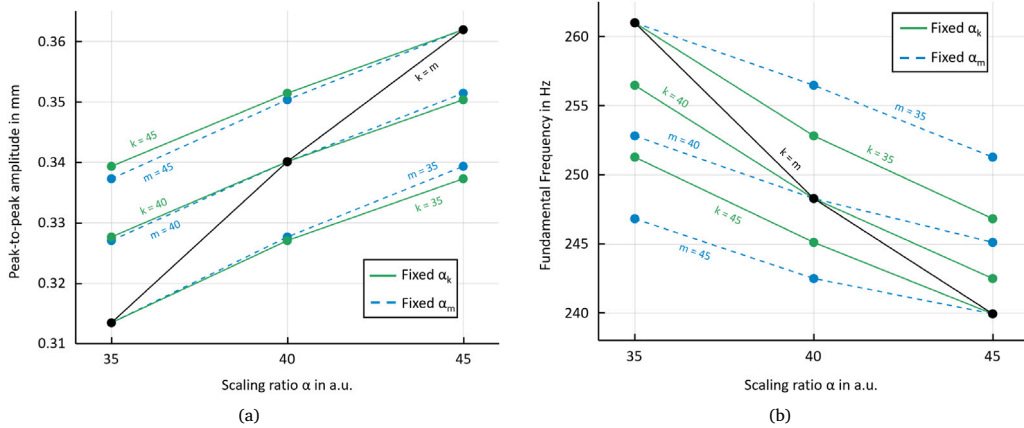 0.36
0.35
0.34
0.33
0.32
0.31
35
40
45
Peak-to-peak amplitude in mm
Scaling ratio α in a.u.
k = 45
m = 45
k = 40
m = 40
k = m
m = 35
k = 35
Fixed αk
Fixed αm
(a)
260
255
250
245
240
35
40
45
Fundamental Frequency in Hz
Scaling ratio α in a.u.
k = 40
m = 40
k = m
m = 35
k = 35
k = 45
m = 45
Fixed αk
Fixed αm
(b)